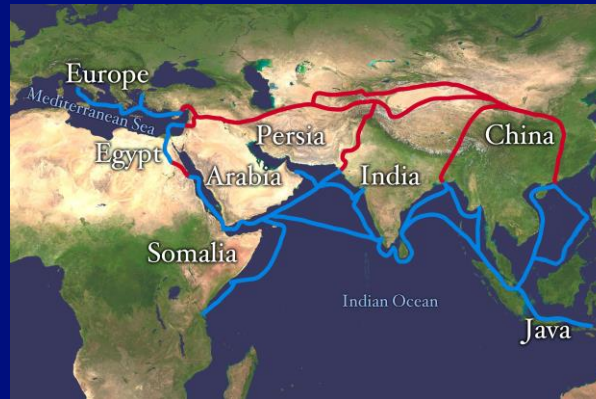 Europe
Mediterranean Sea
Egypt
Persia
China
Arabia
India
Somalia
Indian Ocean
Java